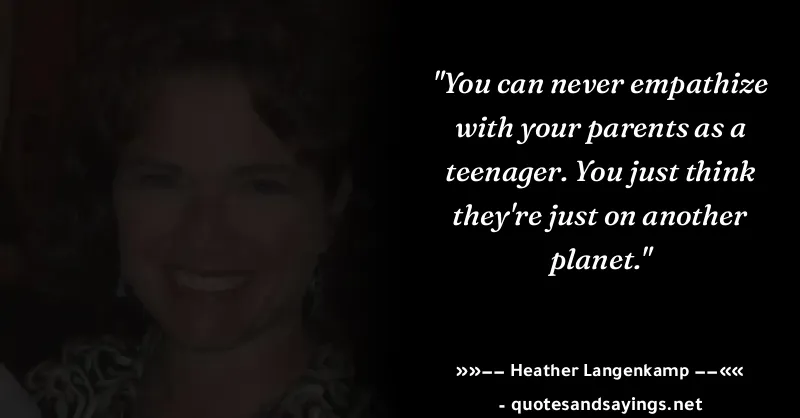 "You can never empathize
with your parents as a
teenager. You just think
they're just on another
planet."
»»–– Heather Langenkamp ––««
- quotesandsayings.net